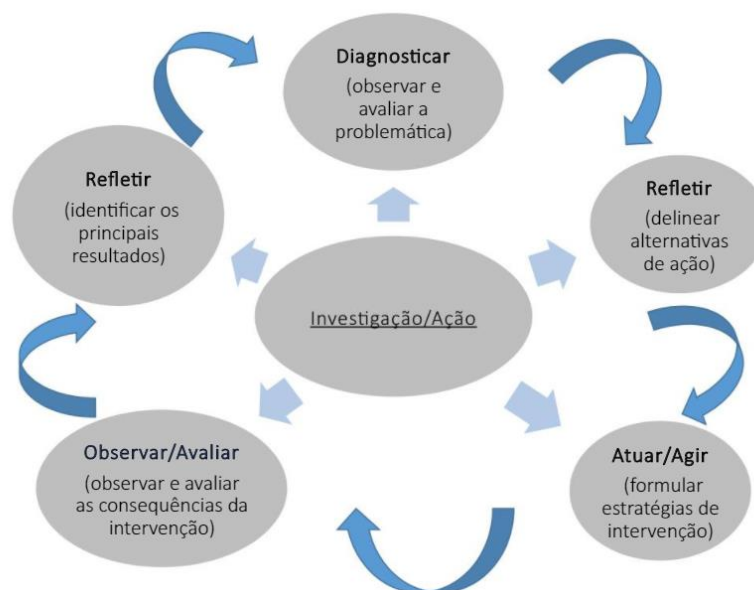 Diagnosticar
(observar e
avaliar a
problemática)
Refletir
(delinear
alternativas
de ação)
Atuar/Agir
(formular
estratégias de
intervenção)
Observar/Avaliar
(observar e avaliar
as consequências da
intervenção)
Refletir
(identificar os
principais
resultados)
Investigação/Ação